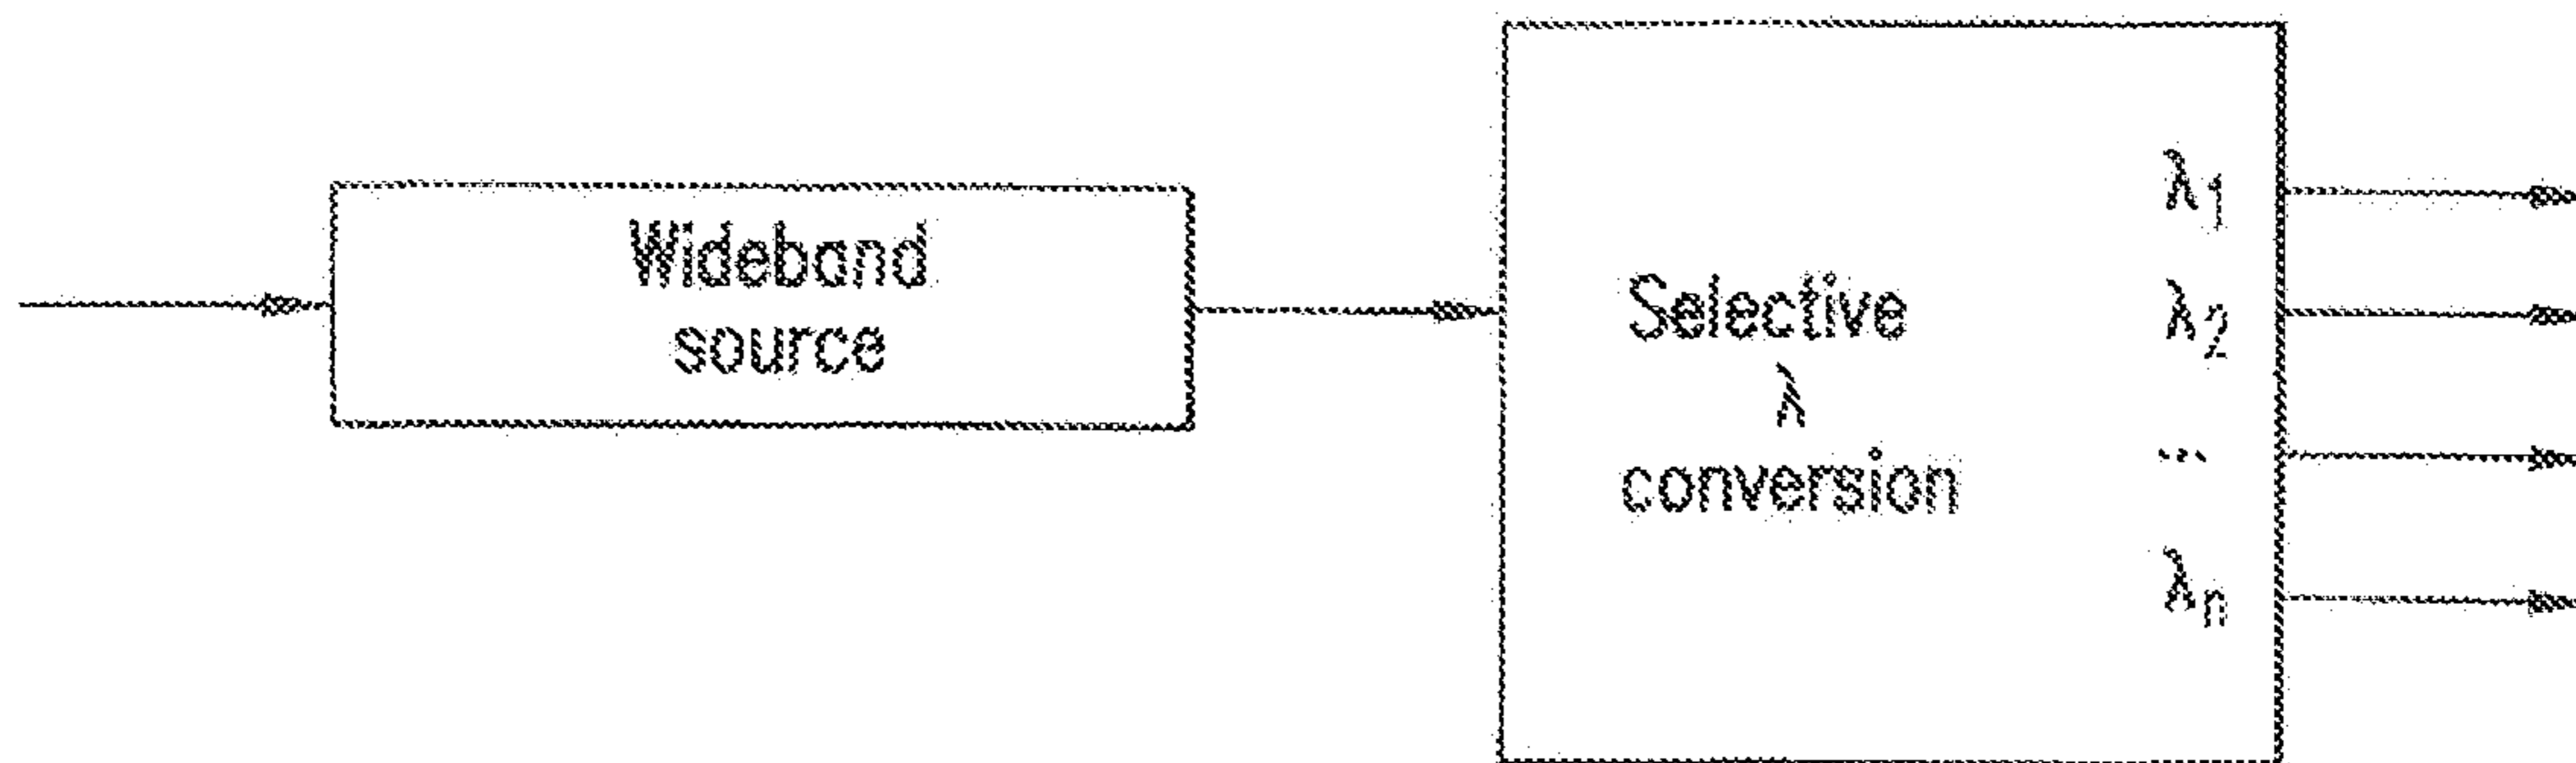 Wideband
source
Selective
λ
conversion
λ1
λ2
...
λn